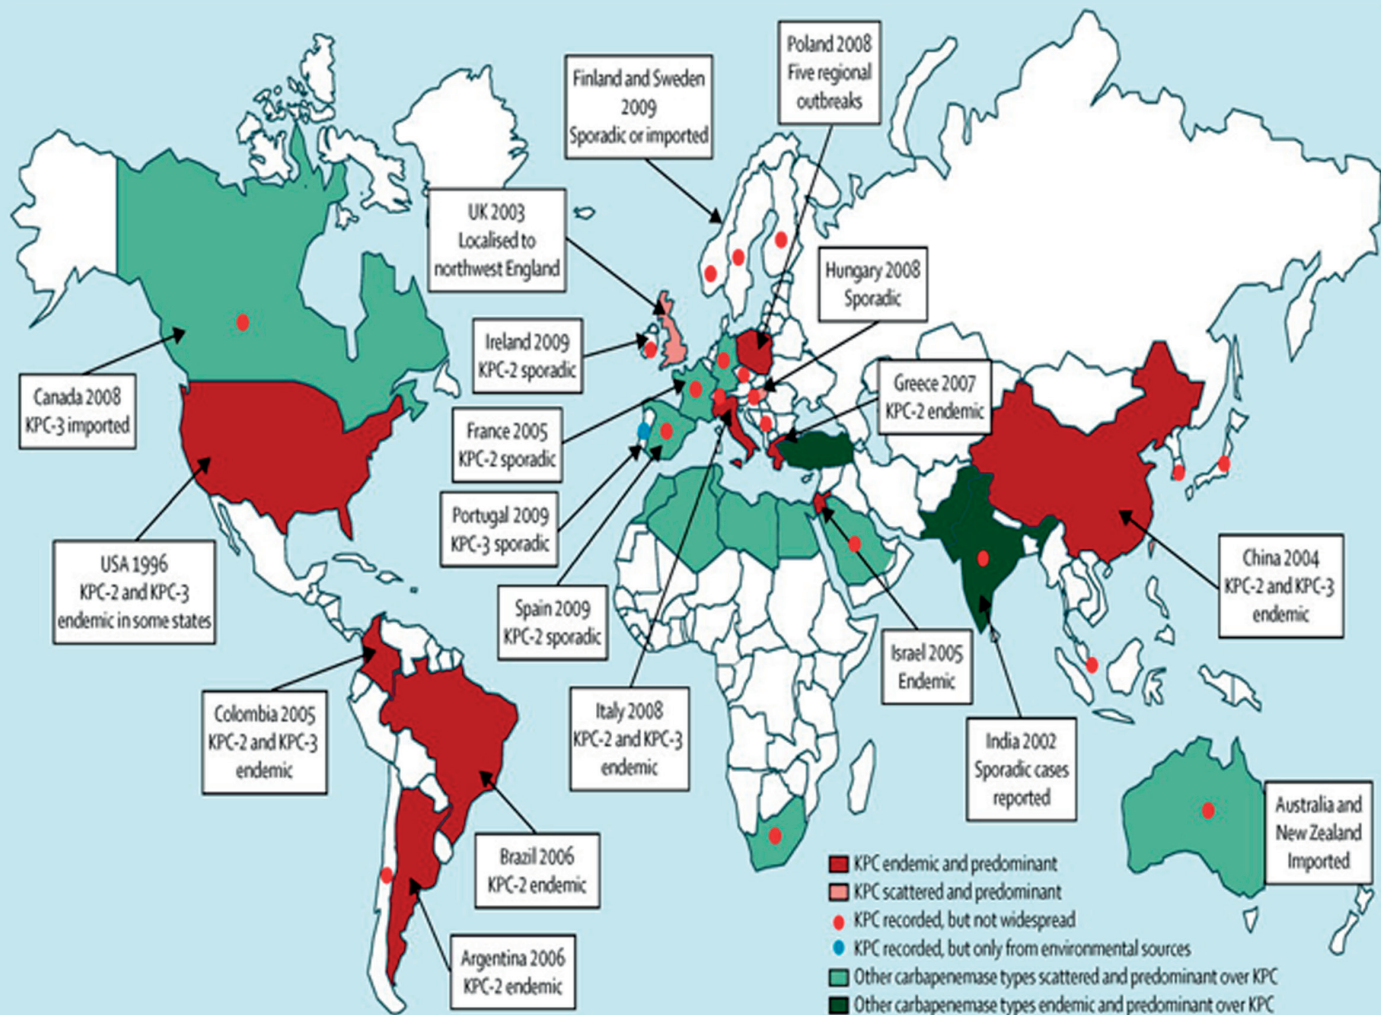 Poland 2008
Five regional
outbreaks
Finland and Sweden
2009
Sporadic or imported
UK 2003
Localised to
northwest England
Hungary 2008
Sporadic
Ireland 2009
KPC-2 sporadic
Canada 2008
KPC-3 imported
Greece 2007
KPC-2 endemic
France 2005
KPC-2 sporadic
Portugal 2009
KPC-3 sporadic
USA 1996
KPC-2 and KPC-3
endemic in some states
China 2004
KPC-2 and KPC-3
endemic
Spain 2009
KPC-2 sporadic
Israel 2005
Endemic
Colombia 2005
KPC-2 and KPC-3
endemic
Italy 2008
KPC-2 and KPC-3
endemic
India 2002
Sporadic cases
reported
Australia and
New Zealand
Imported
Brazil 2006
KPC-2 endemic
Argentina 2006
KPC-2 endemic
KPC endemic and predominant
KPC scattered and predominant
KPC recorded, but not widespread
KPC recorded, but only from environmental sources
Other carbapenemase types scattered and predominant over KPC
Other carbapenemase types endemic and predominant over KPC